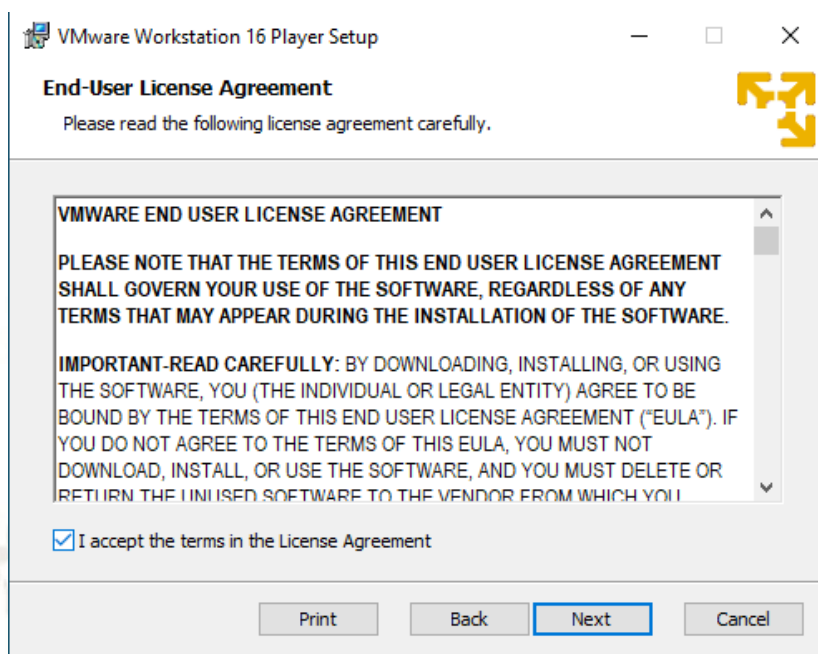 VMware Workstation 16 Player Setup
End-User License Agreement
Please read the following license agreement carefully.
VMWARE END USER LICENSE AGREEMENT
PLEASE NOTE THAT THE TERMS OF THIS END USER LICENSE AGREEMENT
SHALL GOVERN YOUR USE OF THE SOFTWARE, REGARDLESS OF ANY
TERMS THAT MAY APPEAR DURING THE INSTALLATION OF THE SOFTWARE.
IMPORTANT-READ CAREFULLY: BY DOWNLOADING, INSTALLING, OR USING
THE SOFTWARE, YOU (THE INDIVIDUAL OR LEGAL ENTITY) AGREE TO BE
BOUND BY THE TERMS OF THIS END USER LICENSE AGREEMENT (“EULA”). IF
YOU DO NOT AGREE TO THE TERMS OF THIS EULA, YOU MUST NOT
DOWNLOAD, INSTALL, OR USE THE SOFTWARE, AND YOU MUST DELETE OR
RETURN THE UNUSED SOFTWARE TO THE VENDOR FROM WHICH YOU
I accept the terms in the License Agreement
Print Back Next Cancel